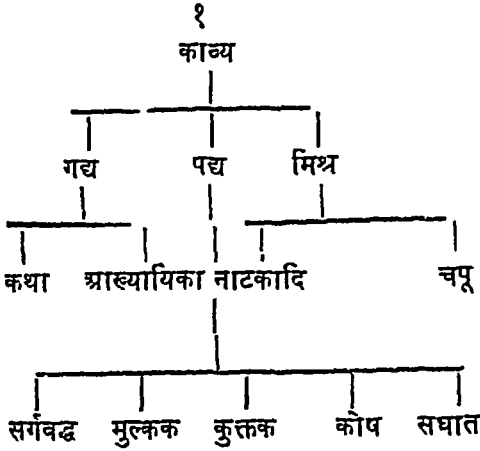 १
काव्य
गद्य पद्य मिश्र
कथा आख्यायिका नाटकादि चपू
सर्गवद्ध मुल्कक कुक्तक कोष सघात